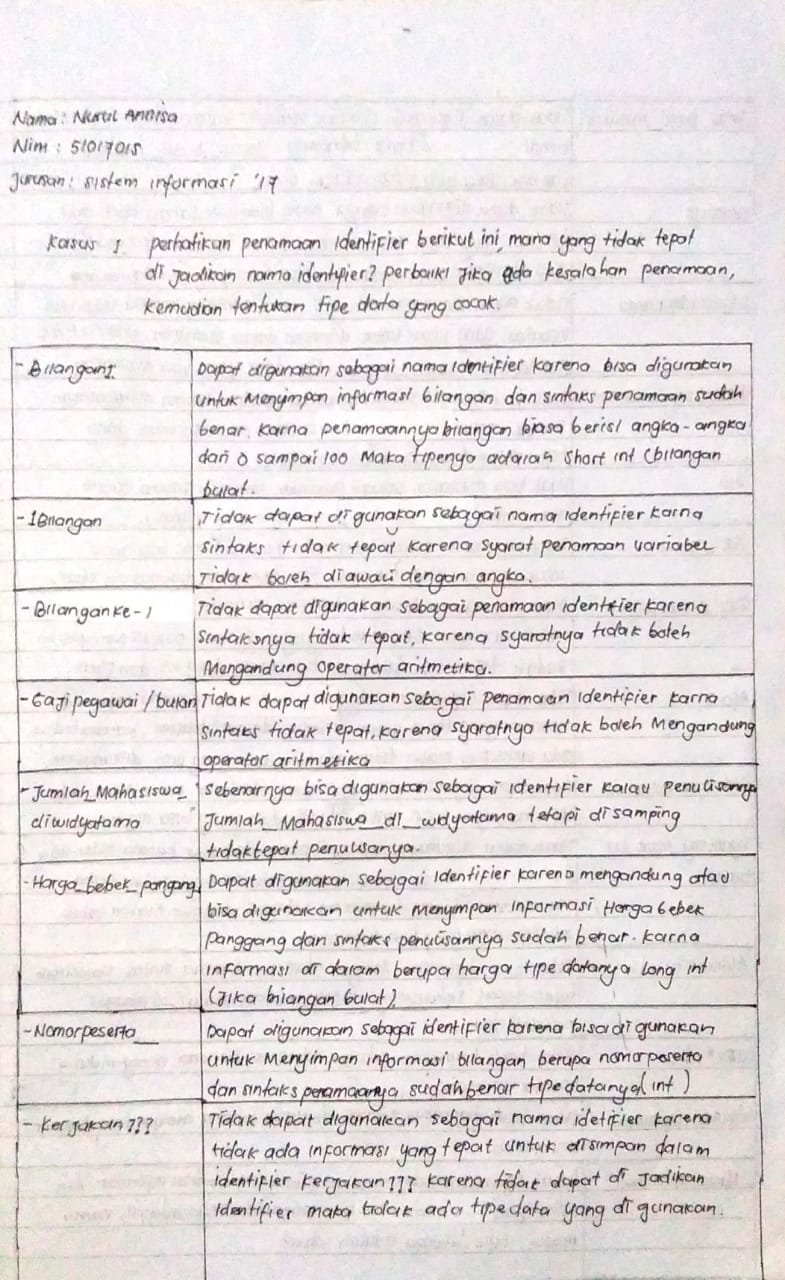 Nama : Nurul Annisa
Nim : 51017015
Jurusan : sistem informasi '17
Kasus 1 perhatikan penamaan identifier berikut ini, mana yang tidak tepat
di jadikan nama identifier? perbaiki jika ada kesalahan penamaan,
kemudian tentukan tipe data yang cocok.
- Bilangan1
Dapat digunakan sebagai nama identifier karena bisa digunakan
untuk Menyimpan informasi bilangan dan sintaks penamaan sudah
benar. karna penamaannya bilangan biasa berisi angka-angka
dari 0 sampai 100 Maka tipenya adalah short int (bilangan
bulat.
- 1Bilangan
Tidak dapat digunakan sebagai nama identifier karna
sintaks tidak tepat karena syarat penamaan variabel
tidak boleh diawali dengan angka.
- Bilangan ke-1
Tidak dapat digunakan sebagai penamaan identifier karena
sintaksnya tidak tepat, karena syaratnya tidak boleh
Mengandung operator aritmetika.
- Gaji pegawai / bulan
Tidak dapat digunakan sebagai penamaan identifier karna
sintaks tidak tepat, karena syaratnya tidak boleh Mengandung
operator aritmetika
- Jumlah_Mahasiswa_
diwidyatama
Sebenarnya bisa digunakan sebagai identifier kalau penulisannya
Jumlah_Mahasiswa_di_widyatama tetapi disamping
tidak tepat penulisanya.
- Harga_bebek_pangang
Dapat digunakan sebagai identifier karena mengandung atau
bisa digunakan untuk menyimpan informasi Harga bebek
Panggang dan sintaks penulisannya sudah benar. karna
informasi di dalam berupa harga tipe datanya long int
(jika bilangan bulat)
- Nomorpeserta__
Dapat digunakan sebagai identifier karena bisa di gunakan
untuk Menyimpan informasi bilangan berupa nomorpeserta
dan sintaks penamaanya sudah benar tipe datanya (int)
- Kerjakan???
Tidak dapat digunakan sebagai nama idetifier karena
tidak ada informasi yang tepat untuk disimpan dalam
identifier kerjakan??? karena tidak dapat di jadikan
identifier maka tidak ada tipe data yang di gunakan.